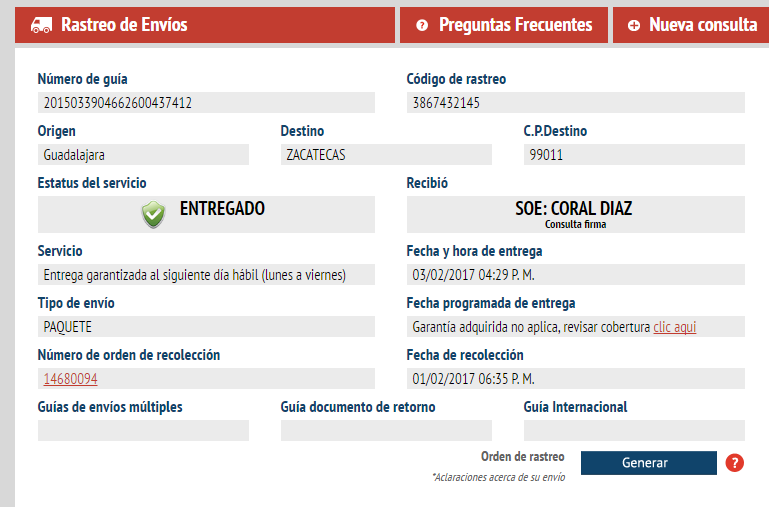 Rastreo de Envíos
Preguntas Frecuentes
Nueva consulta
Número de guía
Código de rastreo
2015033904662600437412
3867432145
Origen
Destino
C.P.Destino
Guadalajara
ZACATECAS
99011
Estatus del servicio
Recibió
ENTREGADO
SOE: CORAL DIAZ
Consulta firma
Servicio
Fecha y hora de entrega
Entrega garantizada al siguiente día hábil (lunes a viernes)
03/02/2017 04:29 P. M.
Tipo de envío
Fecha programada de entrega
PAQUETE
Garantía adquirida no aplica, revisar cobertura clic aqui
Número de orden de recolección
Fecha de recolección
14680094
01/02/2017 06:35 P. M.
Guías de envíos múltiples
Guía documento de retorno
Guía Internacional
Orden de rastreo
Generar
*Aclaraciones acerca de su envío